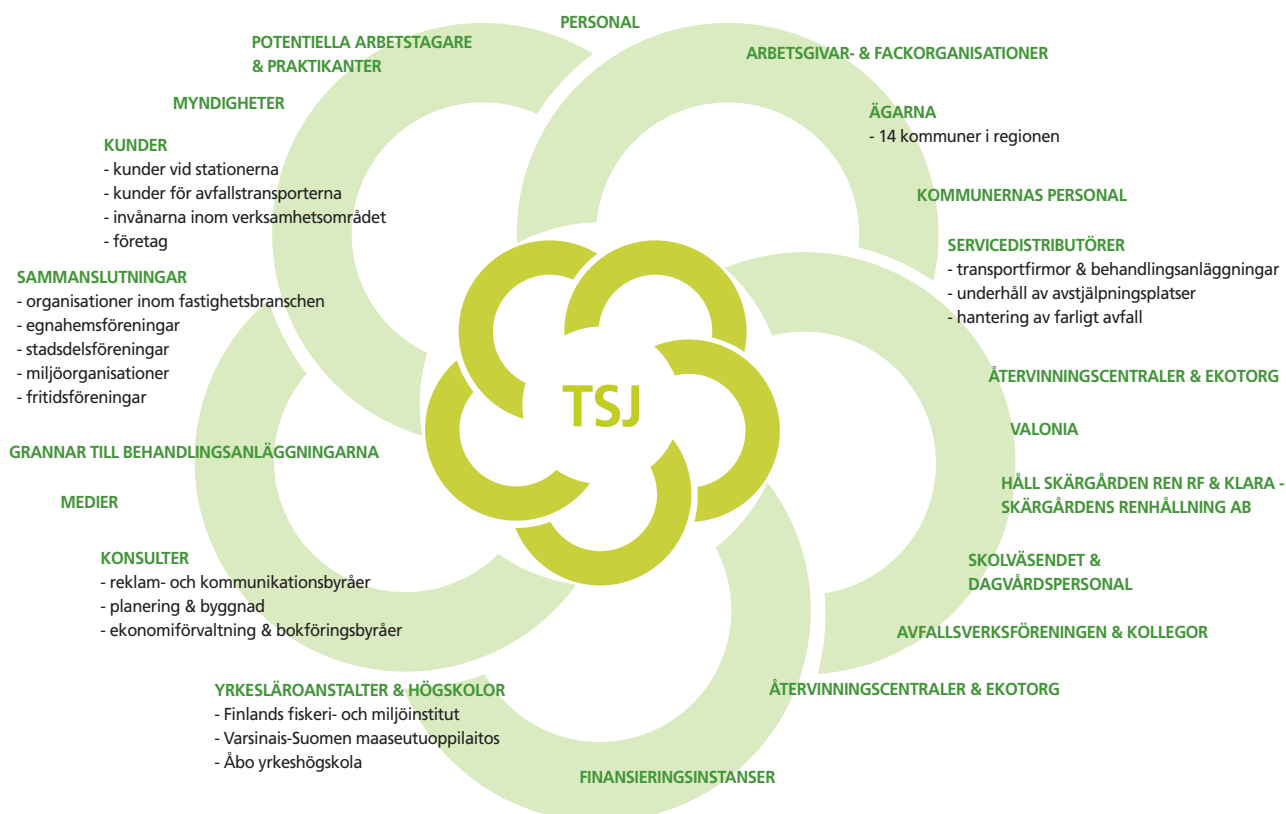 PERSONAL
POTENTIELLA ARBETSTAGARE
& PRAKTIKANTER
ARBETSGIVAR- & FACKORGANISATIONER
MYNDIGHETER
ÄGARNA
- 14 kommuner i regionen
KUNDER
- kunder vid stationerna
- kunder för avfallstransporterna
- invånarna inom verksamhetsområdet
- företag
KOMMUNERNAS PERSONAL
SERVICEDISTRIBUTÖRER
- transportfirmor & behandlingsanläggningar
- underhåll av avstjälpningsplatser
- hantering av farligt avfall
SAMMANSLUTNINGAR
- organisationer inom fastighetsbranschen
- egnahemsföreningar
- stadsdelsföreningar
- miljöorganisationer
- fritidsföreningar
ÅTERVINNINGSCENTRALER & EKOTORG
TSJ
VALONIA
GRANNAR TILL BEHANDLINGSANLÄGGNINGARNA
HÅLL SKÄRGÅRDEN REN RF & KLARA -
SKÄRGÅRDENS RENHÅLLNING AB
MEDIER
KONSULTER
- reklam- och kommunikationsbyråer
- planering & byggnad
- ekonomiförvaltning & bokföringsbyråer
SKOLVÄSENDET &
DAGVÅRDSPERSONAL
AVFALLSVERKSFÖRENINGEN & KOLLEGOR
YRKESLÄROANSTALTER & HÖGSKOLOR
- Finlands fiskeri- och miljöinstitut
- Varsinais-Suomen maaseutuoppilaitos
- Åbo yrkeshögskola
ÅTERVINNINGSCENTRALER & EKOTORG
FINANSIERINGSINSTANSER